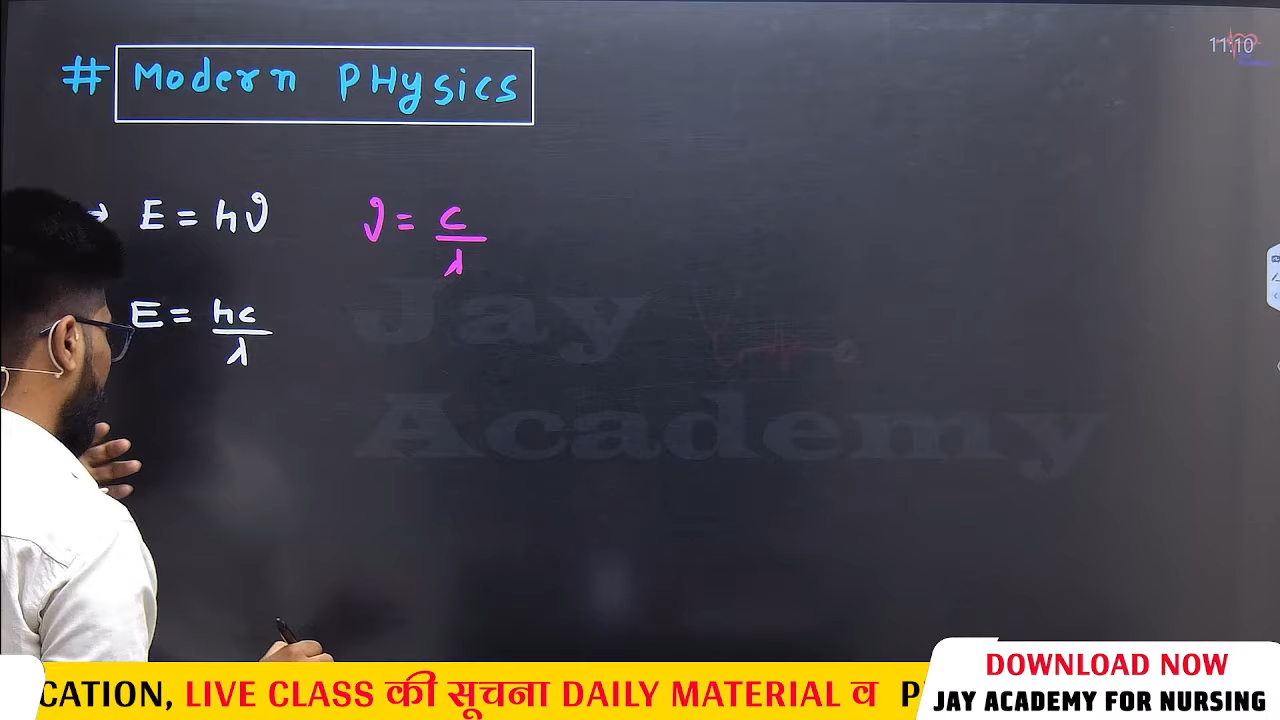 # Modern PHysics
11:10
→ E = hν
ν = c/λ
E = hc/λ
Jay
Academy
CATION, LIVE CLASS की सूचना DAILY MATERIAL व P
DOWNLOAD NOW
JAY ACADEMY FOR NURSING